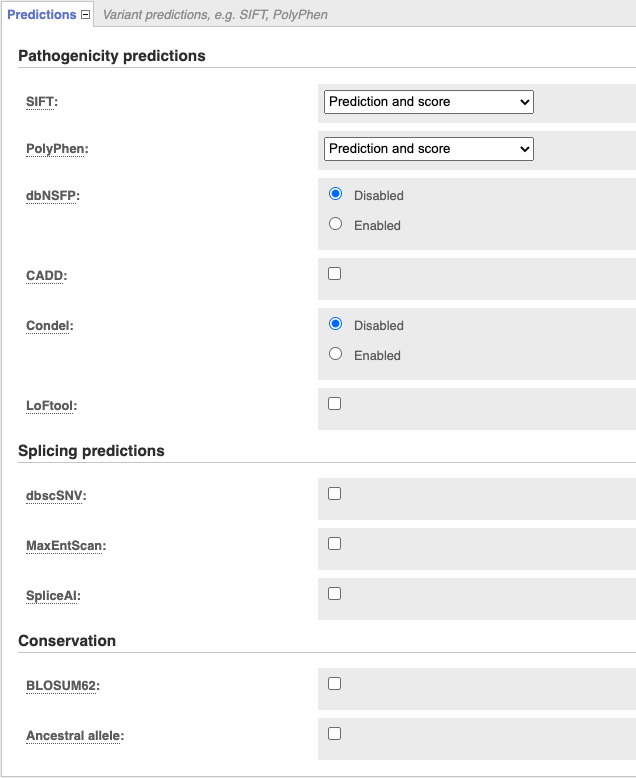 Predictions Variant predictions, e.g. SIFT, PolyPhen
Pathogenicity predictions
SIFT: Prediction and score
PolyPhen: Prediction and score
dbNSFP: Disabled
Enabled
CADD:
Condel: Disabled
Enabled
LoFtool:
Splicing predictions
dbscSNV:
MaxEntScan:
SpliceAI:
Conservation
BLOSUM62:
Ancestral allele: